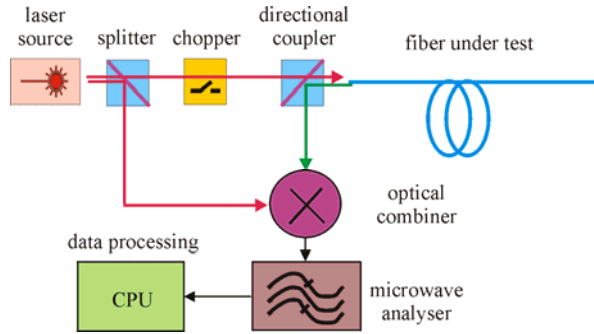 laser
source
splitter
chopper
directional
coupler
fiber under test
optical
combiner
data processing
CPU
microwave
analyser